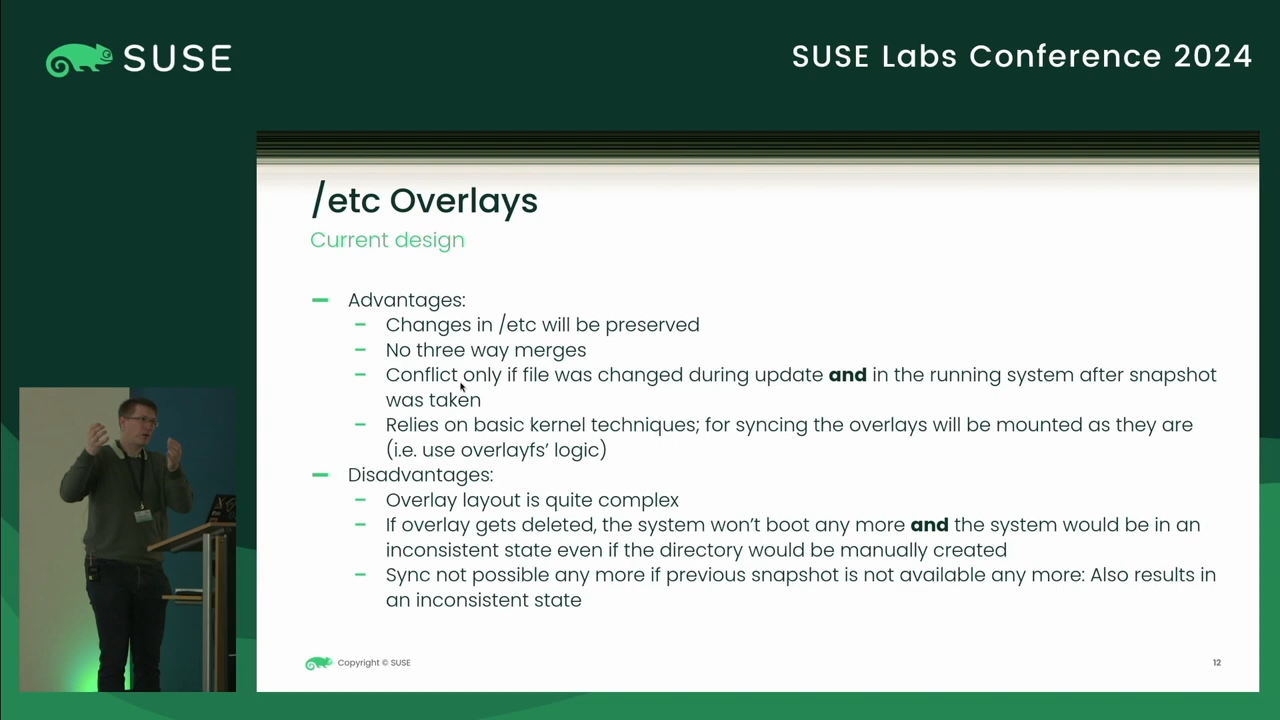 SUSE
SUSE Labs Conference 2024
/etc Overlays
Current design
Advantages:
Changes in /etc will be preserved
No three way merges
Conflict only if file was changed during update and in the running system after snapshot
was taken
Relies on basic kernel techniques; for syncing the overlays will be mounted as they are
(i.e. use overlayfs’ logic)
Disadvantages:
Overlay layout is quite complex
If overlay gets deleted, the system won’t boot any more and the system would be in an
inconsistent state even if the directory would be manually created
Sync not possible any more if previous snapshot is not available any more: Also results in
an inconsistent state
Copyright © SUSE
12